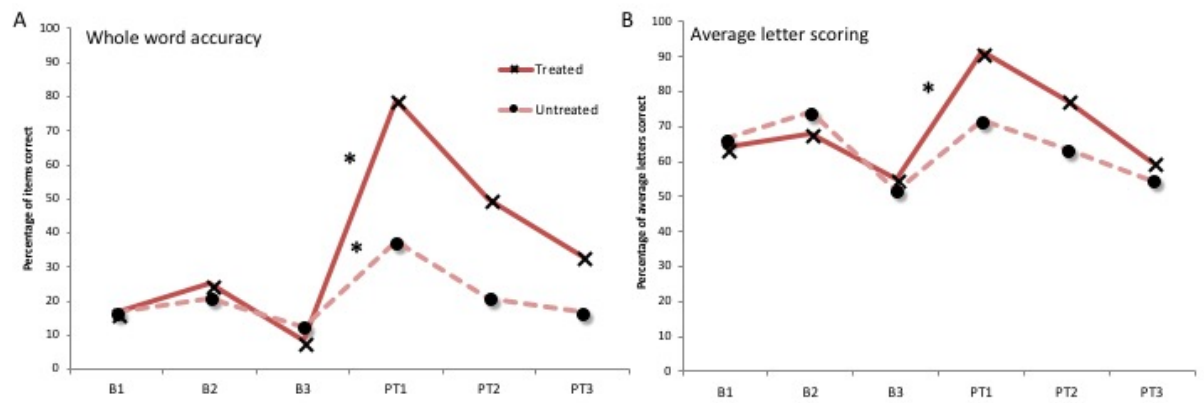 A
Whole word accuracy
Percentage of items correct
100
90
80
70
60
50
40
30
20
10
0
B1 B2 B3 PT1 PT2 PT3
Treated
Untreated
*
*
B
Average letter scoring
Percentage of average letters correct
100
90
80
70
60
50
40
30
20
10
0
B1 B2 B3 PT1 PT2 PT3
*